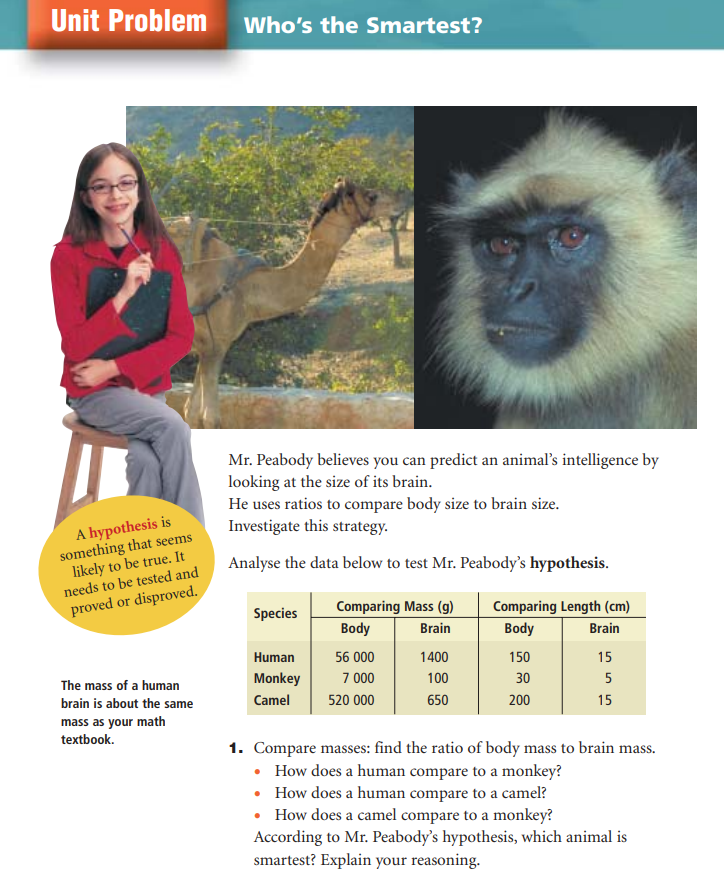 Unit Problem Who's the Smartest?
Mr. Peabody believes you can predict an animal's intelligence by
looking at the size of its brain.
He uses ratios to compare body size to brain size.
Investigate this strategy.
A hypothesis is
something that seems
likely to be true. It
needs to be tested and
proved or disproved.
Analyse the data below to test Mr. Peabody's hypothesis.
Species Comparing Mass (g) Comparing Length (cm)
Body Brain Body Brain
Human 56 000 1400 150 15
Monkey 7 000 100 30 5
Camel 520 000 650 200 15
The mass of a human
brain is about the same
mass as your math
textbook.
1. Compare masses: find the ratio of body mass to brain mass.
• How does a human compare to a monkey?
• How does a human compare to a camel?
• How does a camel compare to a monkey?
According to Mr. Peabody's hypothesis, which animal is
smartest? Explain your reasoning.